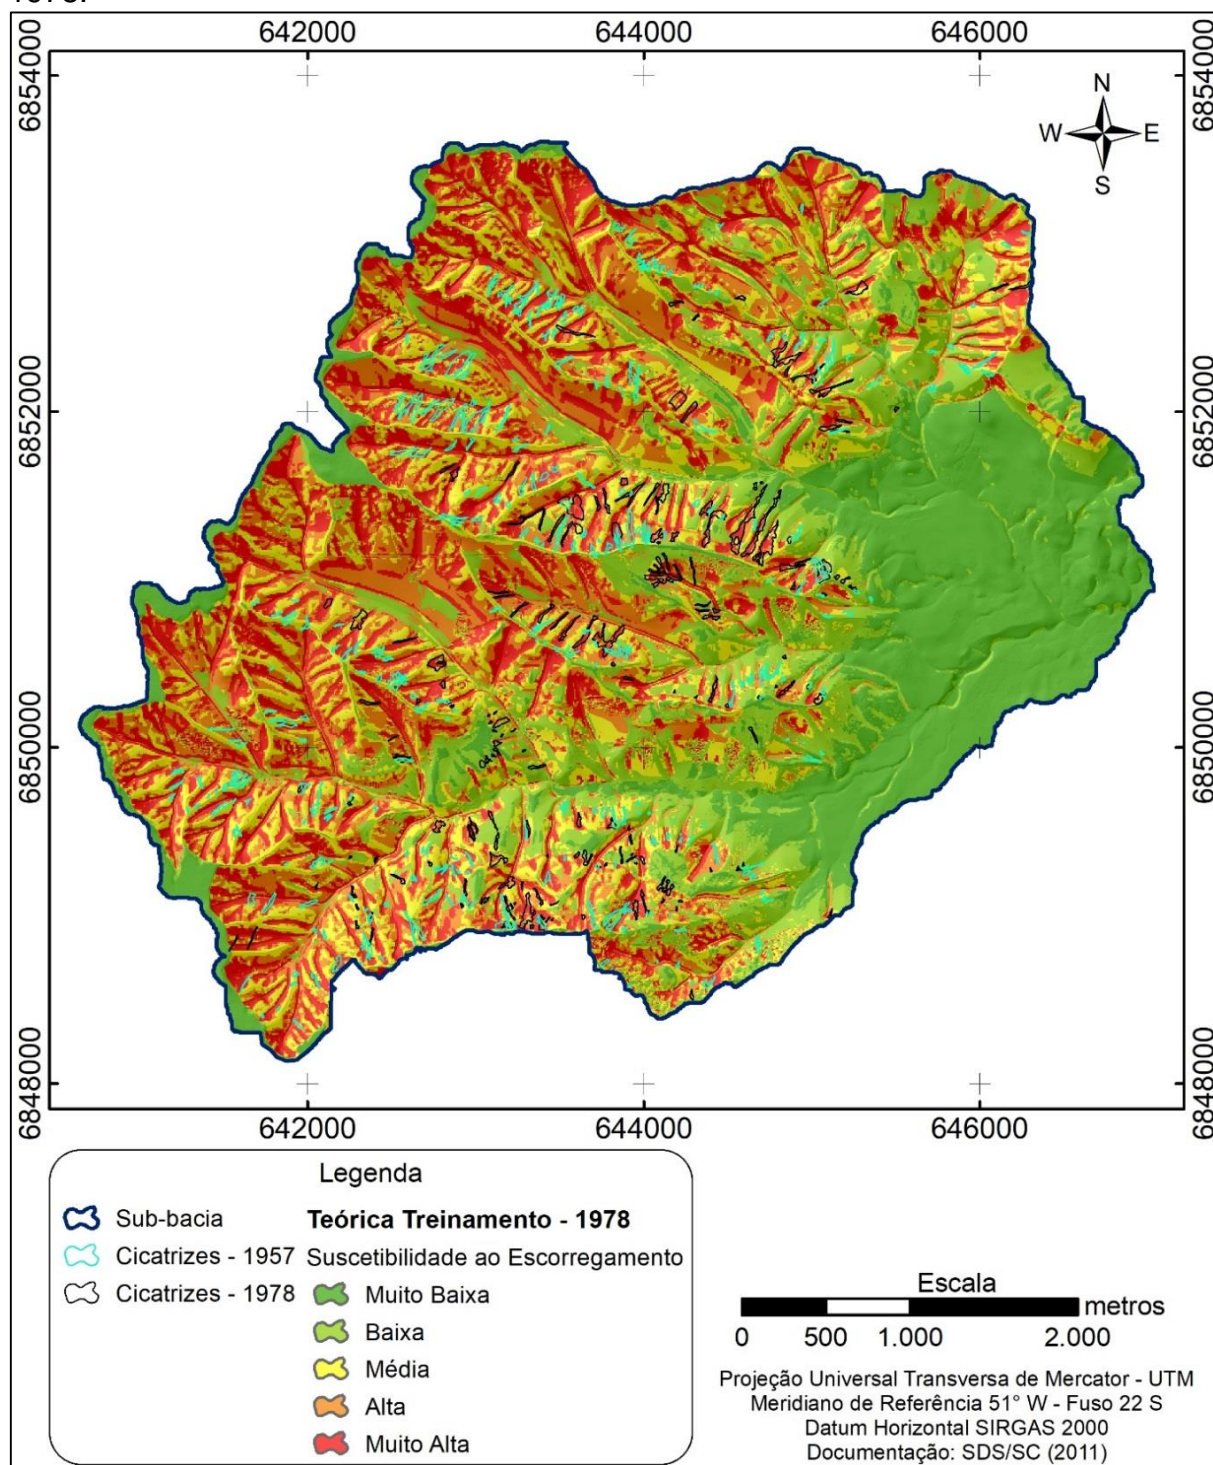 642000 644000 646000
6854000 6854000
N
W E
S
6852000 6852000
6850000 6850000
6848000 6848000
642000 644000 646000
Legenda
Sub-bacia Teórica Treinamento - 1978
Cicatrizes - 1957 Suscetibilidade ao Escorregamento
Cicatrizes - 1978 Muito Baixa
Baixa
Média
Alta
Muito Alta
Escala
metros
0 500 1.000 2.000
Projeção Universal Transversa de Mercator - UTM
Meridiano de Referência 51° W - Fuso 22 S
Datum Horizontal SIRGAS 2000
Documentação: SDS/SC (2011)